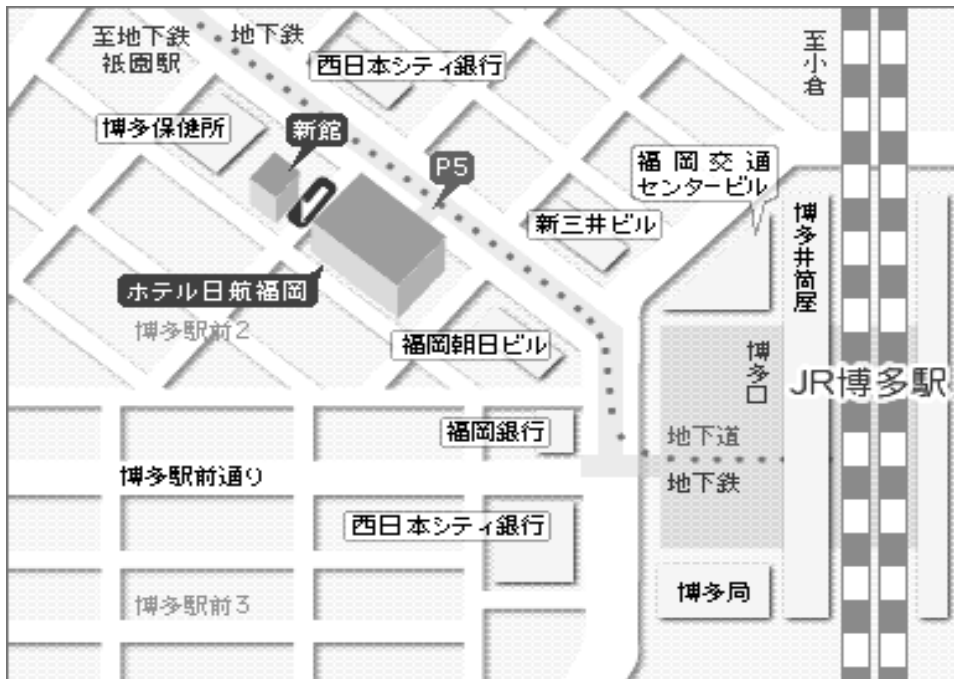 至地下鉄
祇園駅
地下鉄
西日本シティ銀行
至小倉
博多保健所
新館
P5
福岡交通
センタービル
新三井ビル
博多井筒屋
ホテル日航福岡
博多駅前2
福岡朝日ビル
博多口
JR博多駅
福岡銀行
地下道
博多駅前通り
地下鉄
西日本シティ銀行
博多駅前3
博多局